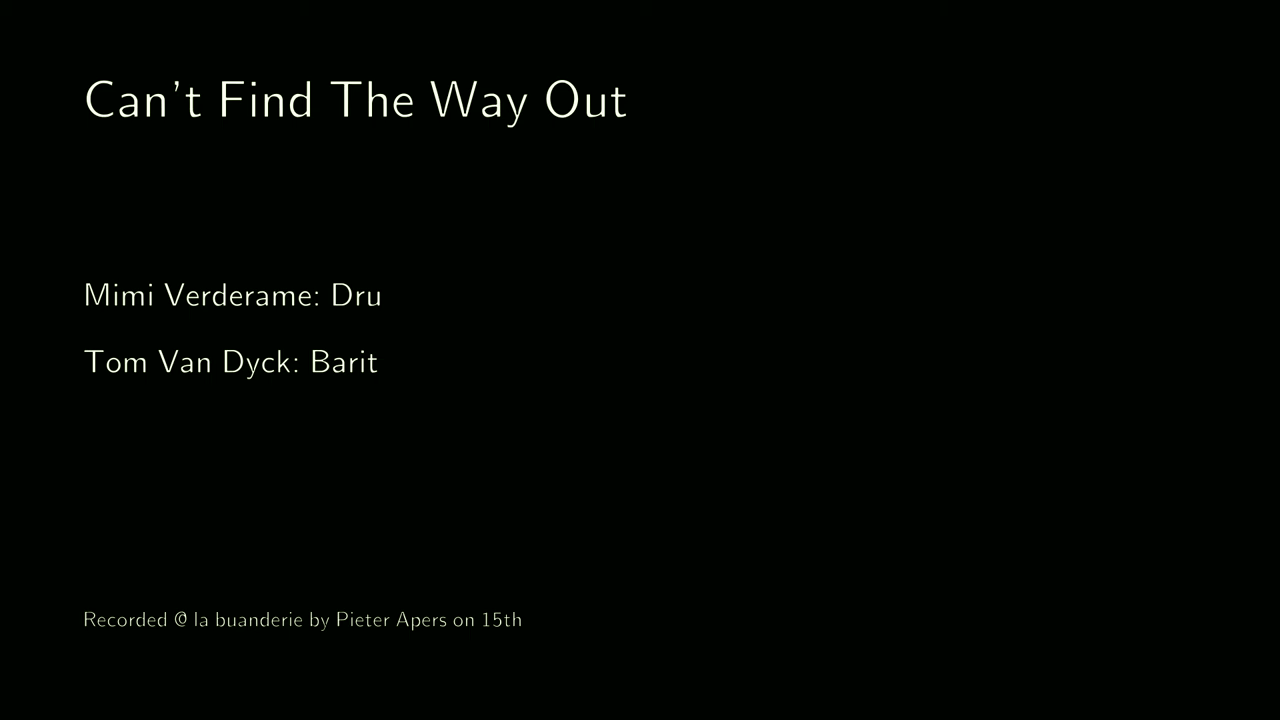 Can't Find The Way Out
Mimi Verderame: Dru
Tom Van Dyck: Barit
Recorded @ la buanderie by Pieter Apers on 15th